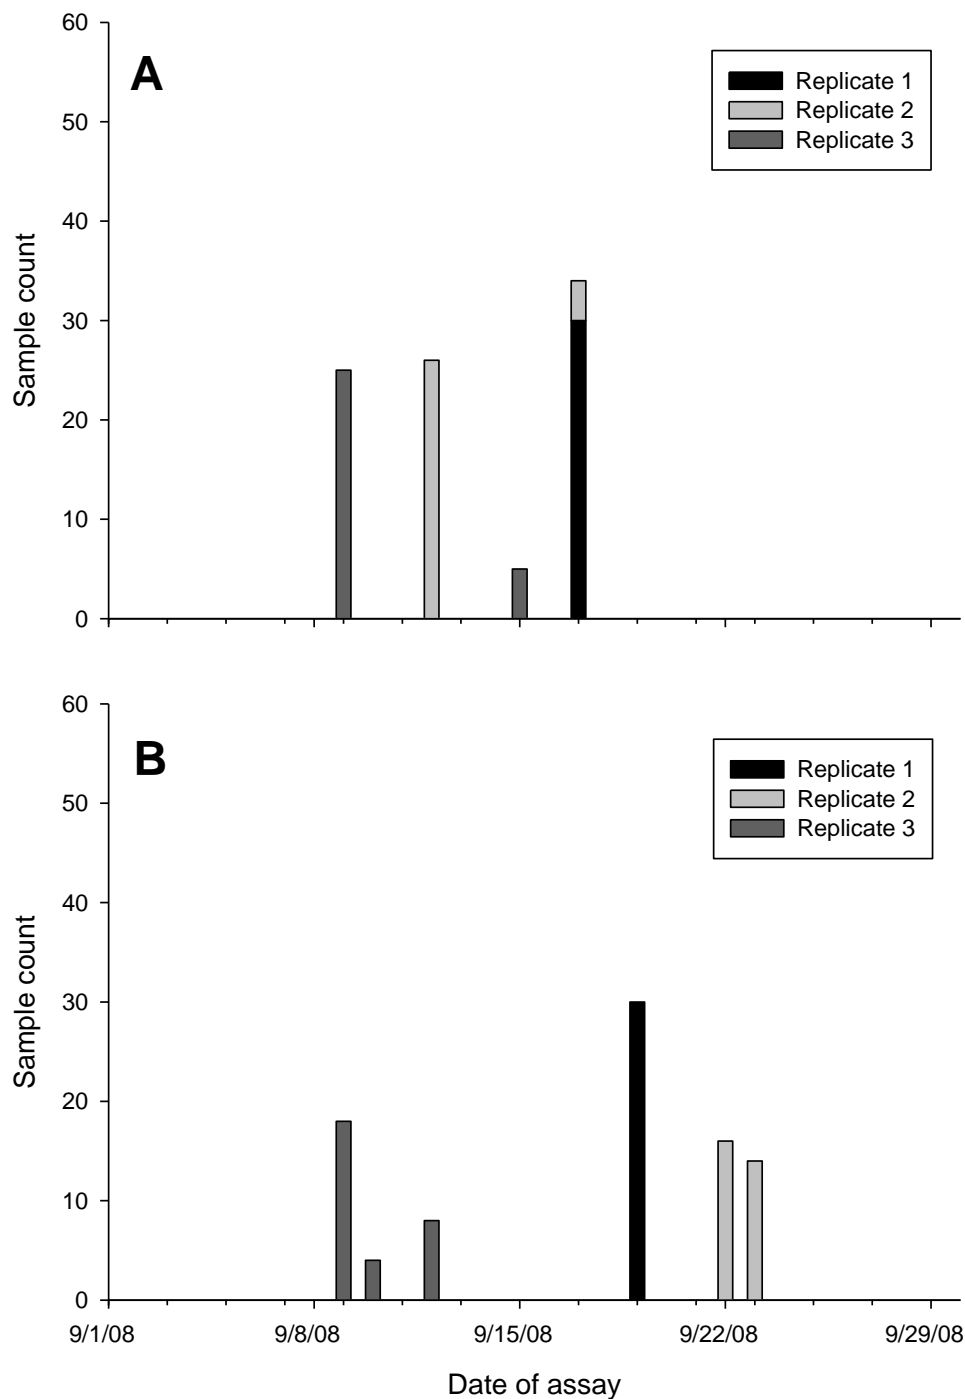 60
A
Replicate 1
Replicate 2
Replicate 3
50
40
30
20
10
0
Sample count
60
B
Replicate 1
Replicate 2
Replicate 3
50
40
30
20
10
0
Sample count
9/1/08 9/8/08 9/15/08 9/22/08 9/29/08
Date of assay